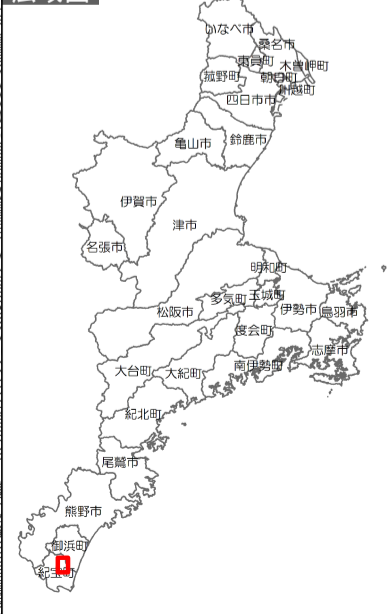 いなべ市
桑名市
東員町
木曽岬町
菰野町
朝日町
川越町
四日市市
亀山市
鈴鹿市
伊賀市
津市
名張市
明和町
多気町
玉城町
松阪市
伊勢市
鳥羽市
度会町
志摩市
大台町
大紀町
南伊勢町
紀北町
尾鷲市
熊野市
御浜町
紀宝町